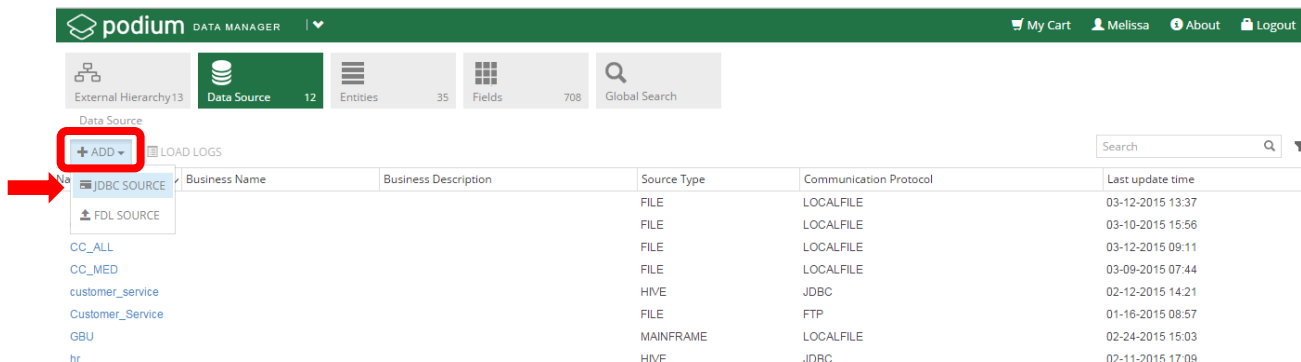 podium DATA MANAGER My Cart Melissa About Logout
External Hierarchy 13 Data Source 12 Entities 35 Fields 708 Global Search
Data Source
+ ADD LOAD LOGS Search
Na Business Name Business Description Source Type Communication Protocol Last update time
JDBC SOURCE
FILE LOCALFILE 03-12-2015 13:37
FDL SOURCE
FILE LOCALFILE 03-10-2015 15:56
CC_ALL FILE LOCALFILE 03-12-2015 09:11
CC_MED FILE LOCALFILE 03-09-2015 07:44
customer_service HIVE JDBC 02-12-2015 14:21
Customer_Service FILE FTP 01-16-2015 08:57
GBU MAINFRAME LOCALFILE 02-24-2015 15:03
hr HIVE JDBC 02-11-2015 17:09